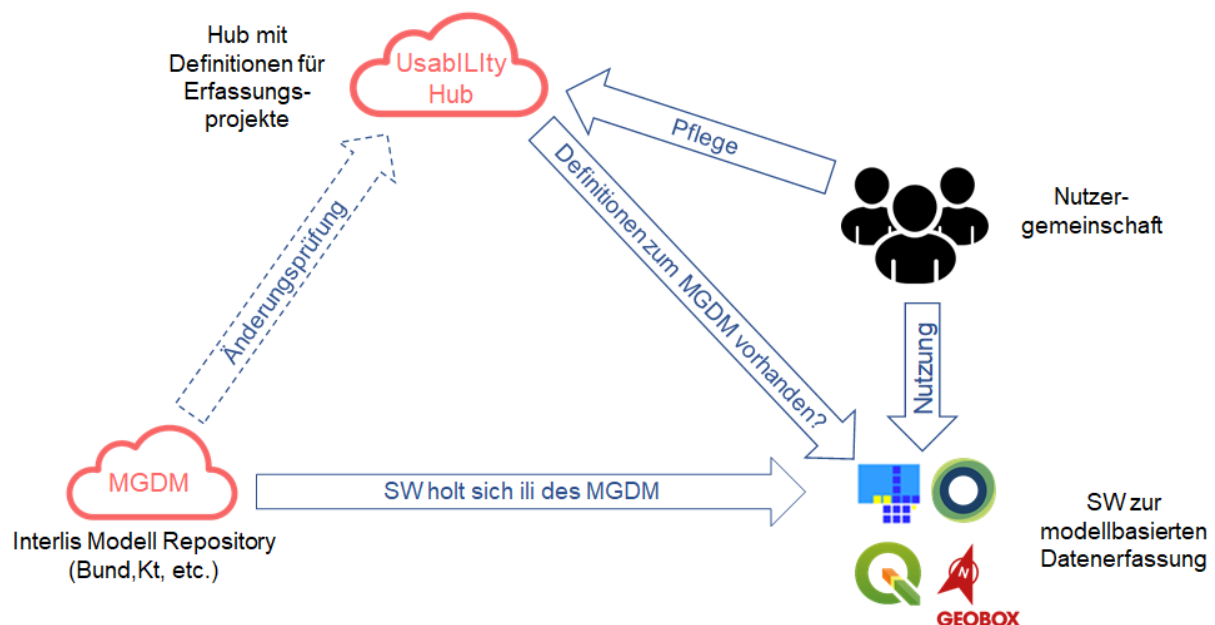 Hub mit
Definitionen für
Erfassungs-
projekte
UsabILIty
Hub
Pflege
Nutzer-
gemeinschaft
Änderungsprüfung
Definitionen zum MGDM vorhanden?
Nutzung
MGDM
SW holt sich ili des MGDM
Interlis Modell Repository
(Bund,Kt, etc.)
SW zur
modellbasierten
Datenerfassung
N
GEOBOX